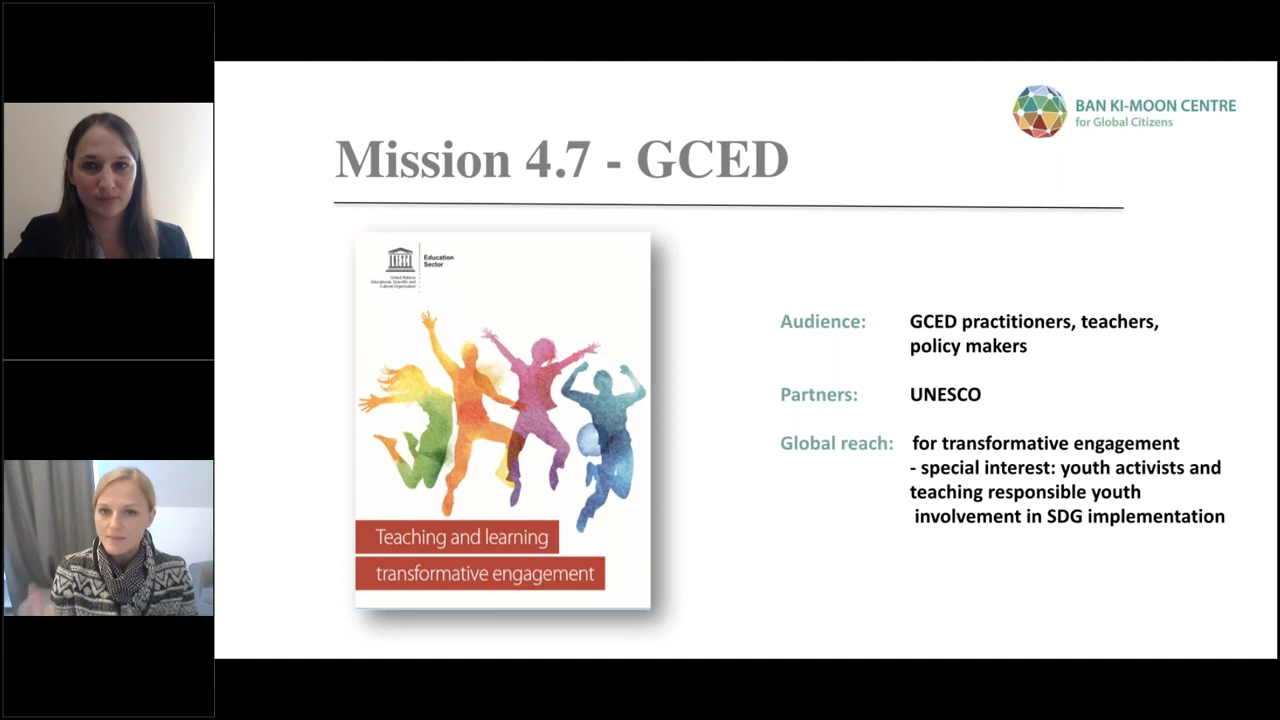 BAN KI-MOON CENTRE
for Global Citizens
Mission 4.7 - GCED
Education
Sector
United Nations
Educational, Scientific and
Cultural Organization
Teaching and learning
transformative engagement
Audience: GCED practitioners, teachers,
policy makers
Partners: UNESCO
Global reach: for transformative engagement
- special interest: youth activists and
teaching responsible youth
involvement in SDG implementation